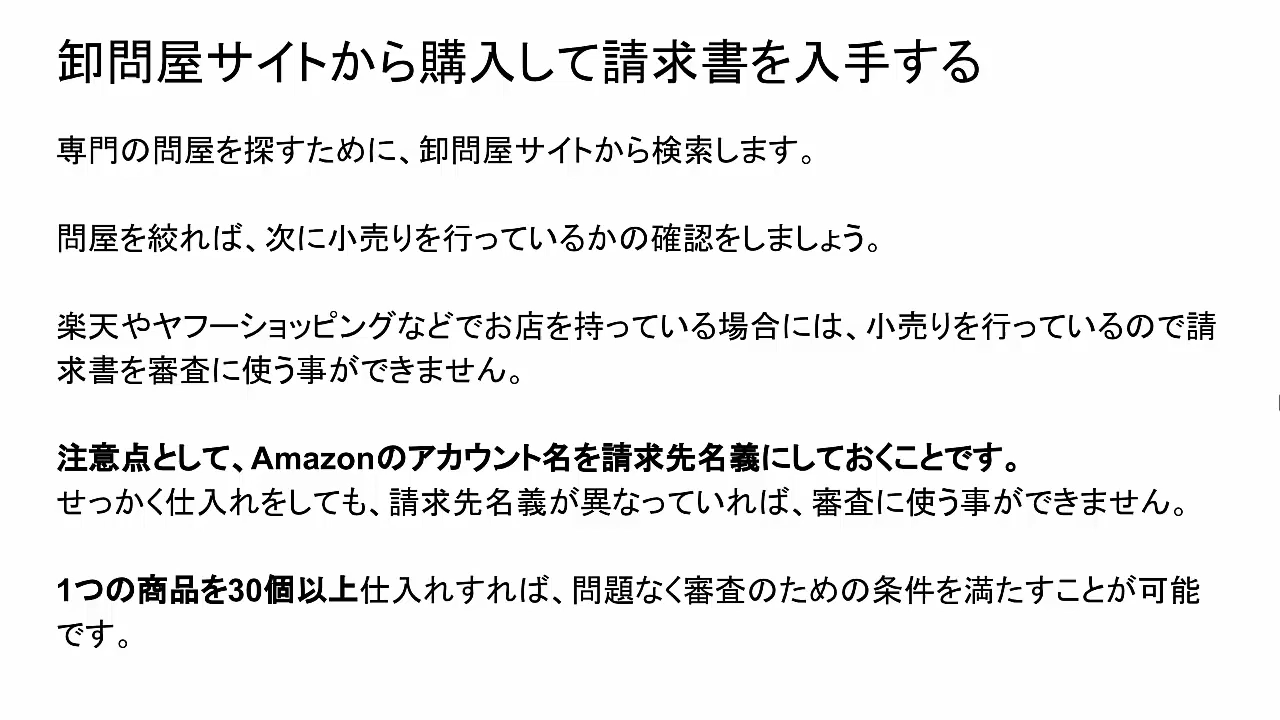 卸問屋サイトから購入して請求書を入手する
専門の問屋を探すために、卸問屋サイトから検索します。
問屋を絞れば、次に小売りを行っているかの確認をしましょう。
楽天やヤフーショッピングなどでお店を持っている場合には、小売りを行っているので請
求書を審査に使う事ができません。
注意点として、Amazonのアカウント名を請求先名義にしておくことです。
せっかく仕入れをしても、請求先名義が異なっていれば、審査に使う事ができません。
1つの商品を30個以上仕入れすれば、問題なく審査のための条件を満たすことが可能
です。